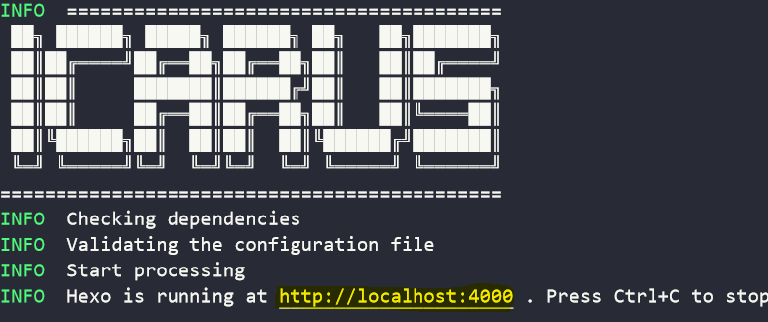 INFO =======================================
ICARUS
=============================================
INFO Checking dependencies
INFO Validating the configuration file
INFO Start processing
INFO Hexo is running at http://localhost:4000 . Press Ctrl+C to stop